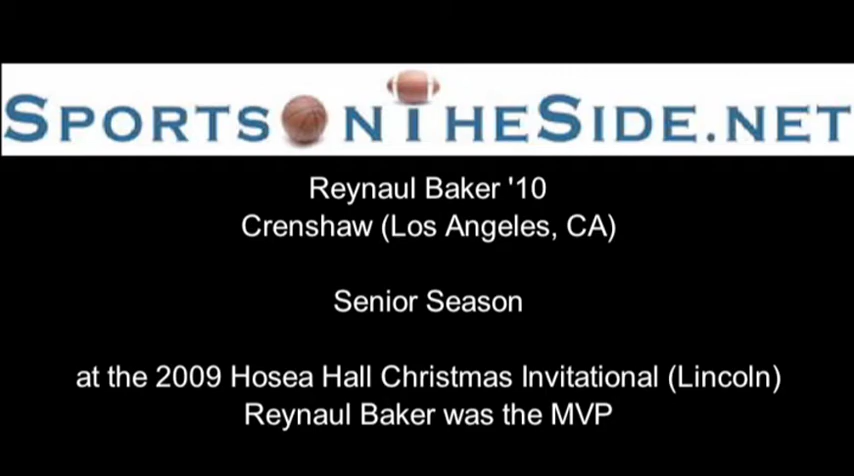 SPORTSONTHESIDE.NET
Reynaul Baker '10
Crenshaw (Los Angeles, CA)
Senior Season
at the 2009 Hosea Hall Christmas Invitational (Lincoln)
Reynaul Baker was the MVP